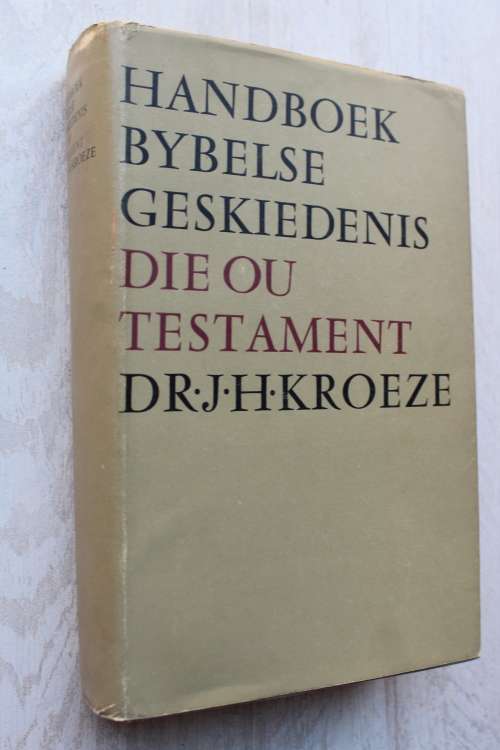 HANDBOEK
BYBELSE
GESKIEDENIS
DIE OU
TESTAMENT
DR·J·H·KROEZE